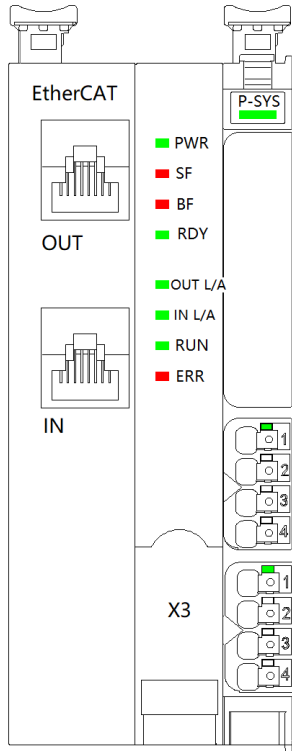 EtherCAT
P-SYS
PWR
SF
BF
OUT
RDY
OUT L/A
IN L/A
RUN
ERR
IN
1
2
3
4
X3
1
2
3
4